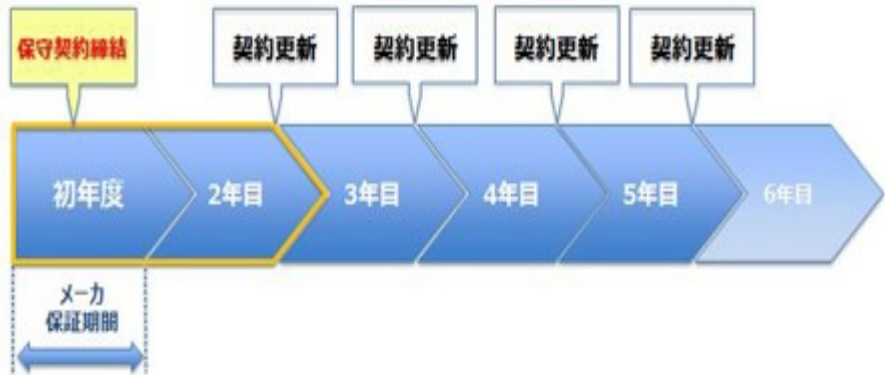 保守契約締結
契約更新
契約更新
契約更新
契約更新
初年度
2年目
3年目
4年目
5年目
6年目
メーカ
保証期間